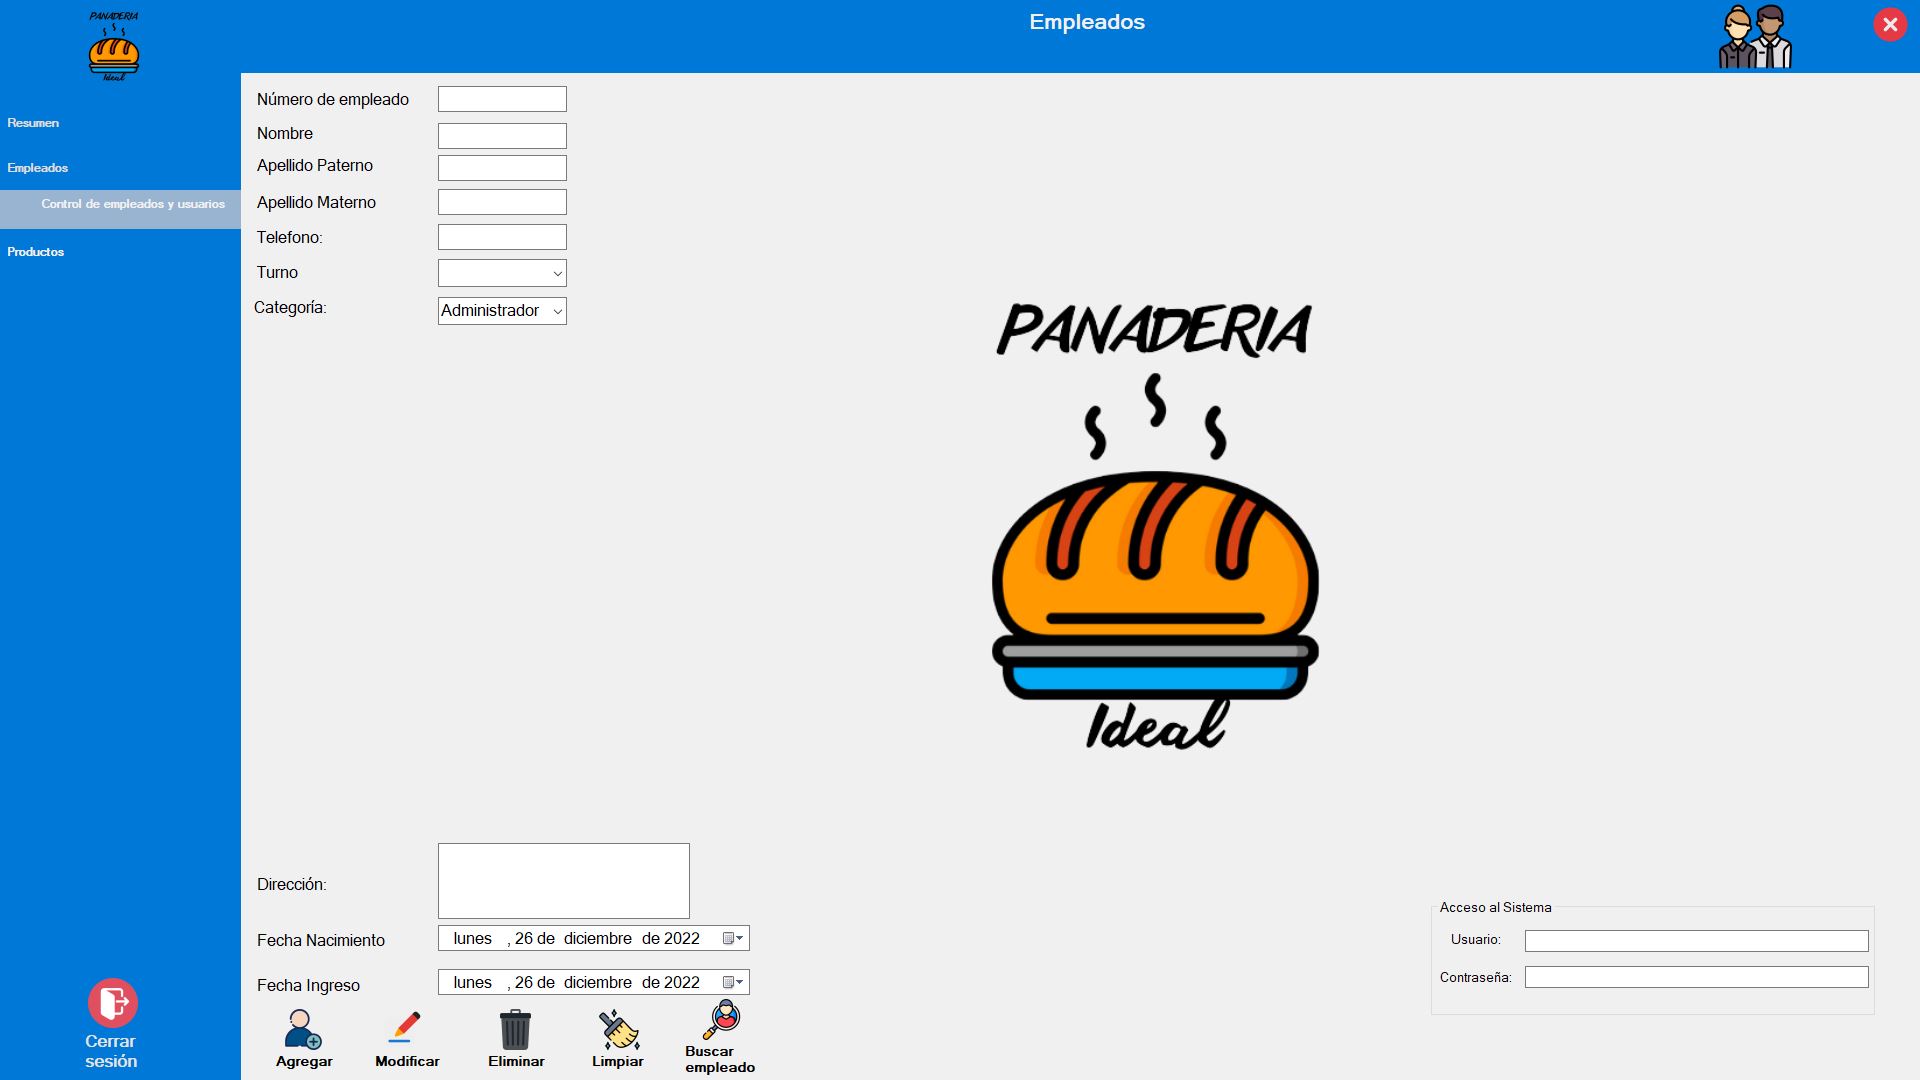 PANADERIA
Ideal
Empleados
Resumen
Empleados
Control de empleados y usuarios
Productos
Cerrar
sesión
Número de empleado
Nombre
Apellido Paterno
Apellido Materno
Telefono:
Turno
Categoría: Administrador
PANADERIA
Ideal
Dirección:
Fecha Nacimiento lunes , 26 de diciembre de 2022
Fecha Ingreso lunes , 26 de diciembre de 2022
Acceso al Sistema
Usuario:
Contraseña:
Agregar
Modificar
Eliminar
Limpiar
Buscar
empleado